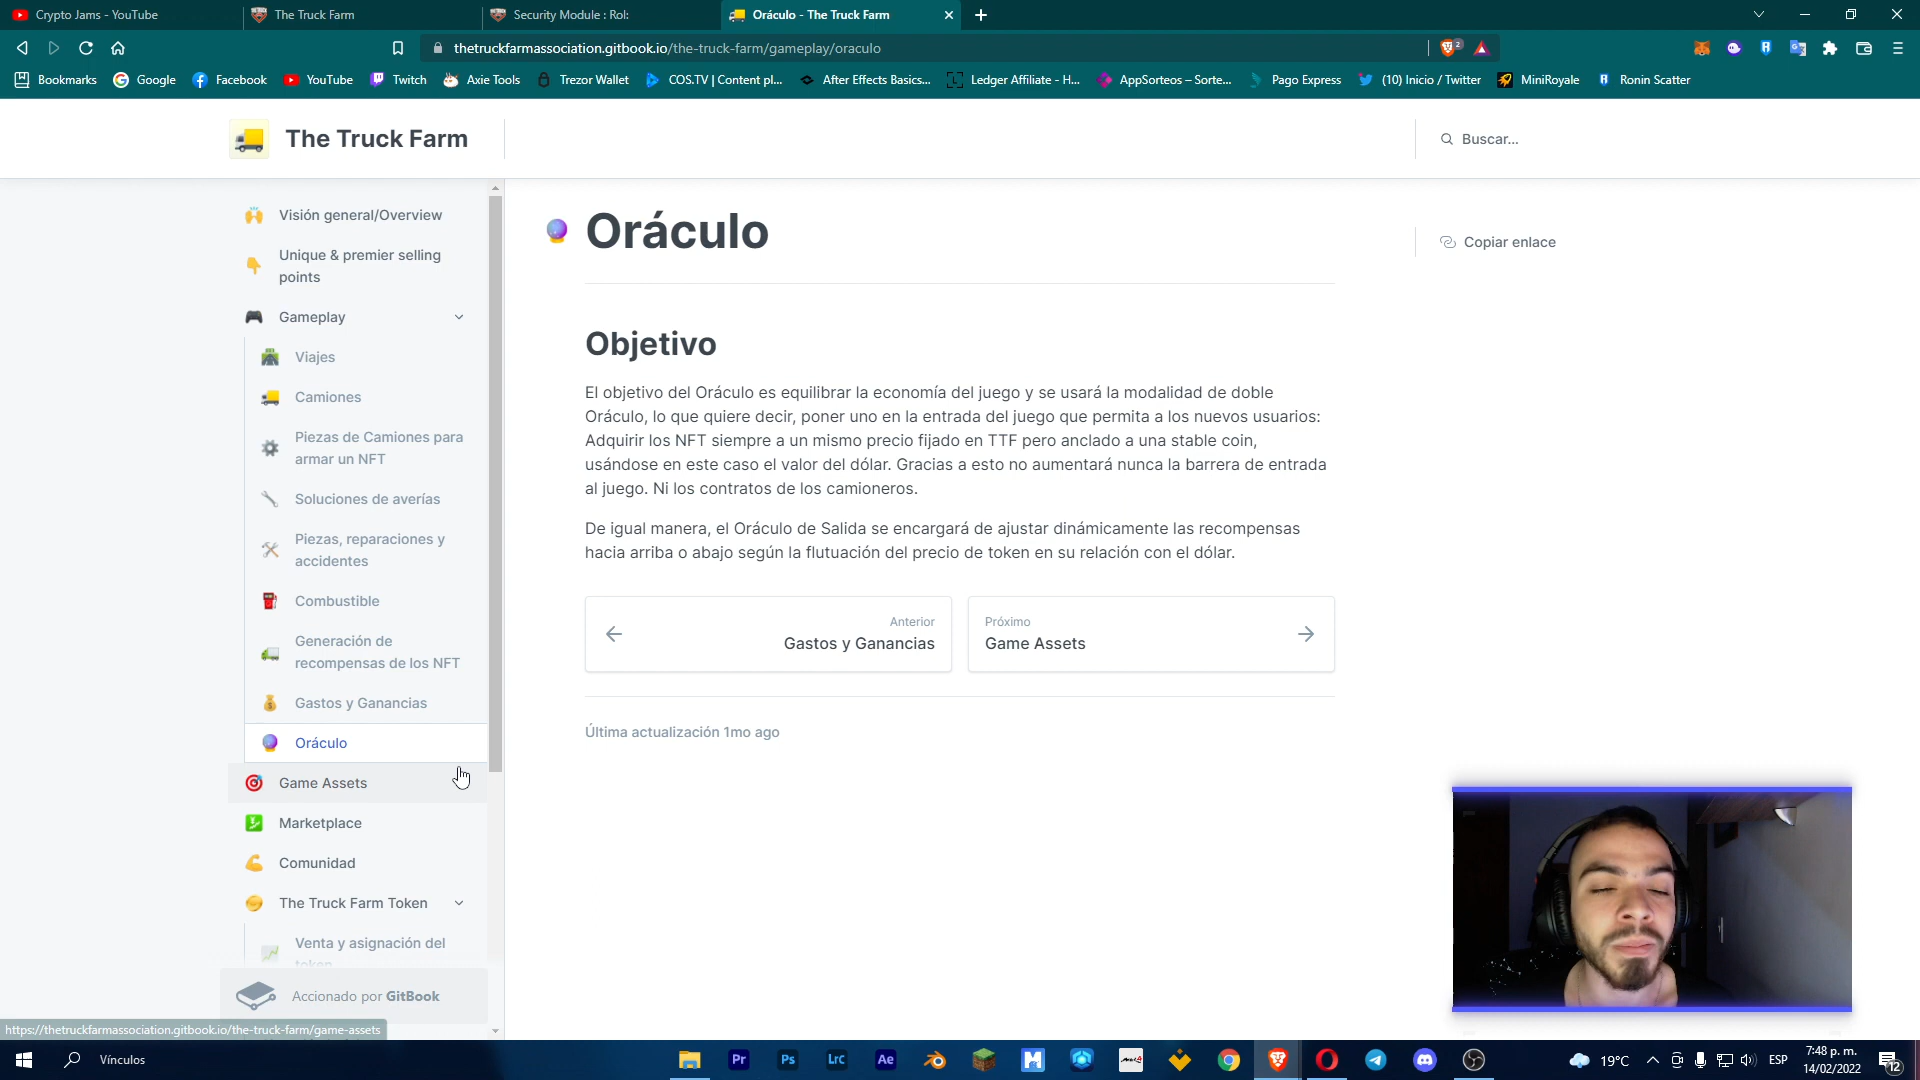 Crypto Jams - YouTube
The Truck Farm
Security Module : Rol:
Oráculo - The Truck Farm
thetruckfarmassociation.gitbook.io/the-truck-farm/gameplay/oraculo
2
Bookmarks
Google
Facebook
YouTube
Twitch
Axie Tools
Trezor Wallet
COS.TV | Content pl...
After Effects Basics...
Ledger Affiliate - H...
AppSorteos – Sorte...
Pago Express
(10) Inicio / Twitter
MiniRoyale
Ronin Scatter
The Truck Farm
Buscar...
Visión general/Overview
Unique & premier selling
points
Gameplay
Viajes
Camiones
Piezas de Camiones para
armar un NFT
Soluciones de averías
Piezas, reparaciones y
accidentes
Combustible
Generación de
recompensas de los NFT
Gastos y Ganancias
Oráculo
Game Assets
Marketplace
Comunidad
The Truck Farm Token
Venta y asignación del
token
Accionado por GitBook
https://thetruckfarmassociation.gitbook.io/the-truck-farm/game-assets
Oráculo
Copiar enlace
Objetivo
El objetivo del Oráculo es equilibrar la economía del juego y se usará la modalidad de doble
Oráculo, lo que quiere decir, poner uno en la entrada del juego que permita a los nuevos usuarios:
Adquirir los NFT siempre a un mismo precio fijado en TTF pero anclado a una stable coin,
usándose en este caso el valor del dólar. Gracias a esto no aumentará nunca la barrera de entrada
al juego. Ni los contratos de los camioneros.
De igual manera, el Oráculo de Salida se encargará de ajustar dinámicamente las recompensas
hacia arriba o abajo según la flutuación del precio de token en su relación con el dólar.
Anterior
Gastos y Ganancias
Próximo
Game Assets
Última actualización 1mo ago
Vínculos
Pr
Ps
Lrc
Ae
19°C
ESP
7:48 p. m.
14/02/2022
12